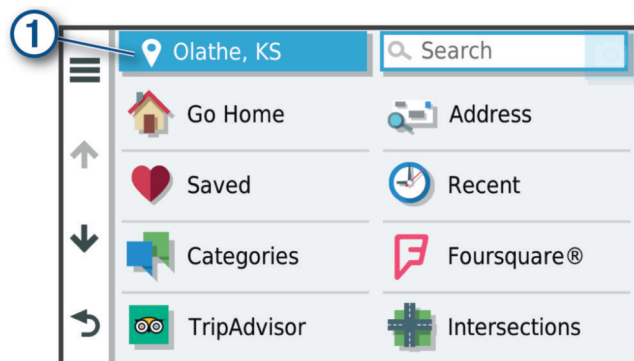 1
Olathe, KS
Search
Go Home
Address
Saved
Recent
Categories
Foursquare®
TripAdvisor
Intersections